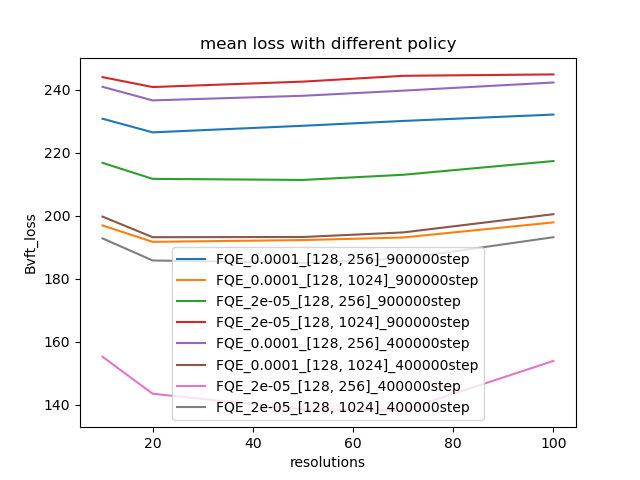 mean loss with different policy
Bvft_loss
240
220
200
180
160
140
FQE_0.0001_[128, 256]_900000step
FQE_0.0001_[128, 1024]_900000step
FQE_2e-05_[128, 256]_900000step
FQE_2e-05_[128, 1024]_900000step
FQE_0.0001_[128, 256]_400000step
FQE_0.0001_[128, 1024]_400000step
FQE_2e-05_[128, 256]_400000step
FQE_2e-05_[128, 1024]_400000step
20 40 60 80 100
resolutions